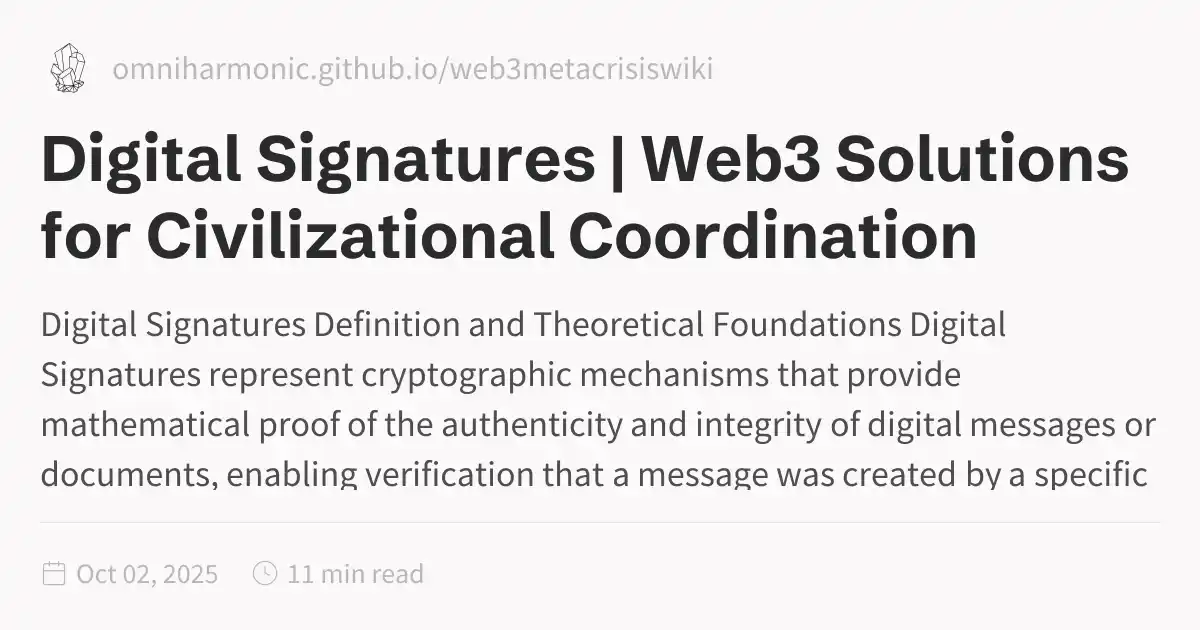 omniharmonic.github.io/web3metacrisiswiki
Digital Signatures | Web3 Solutions
for Civilizational Coordination
Digital Signatures Definition and Theoretical Foundations Digital
Signatures represent cryptographic mechanisms that provide
mathematical proof of the authenticity and integrity of digital messages or
documents, enabling verification that a message was created by a specific
Oct 02, 2025
11 min read